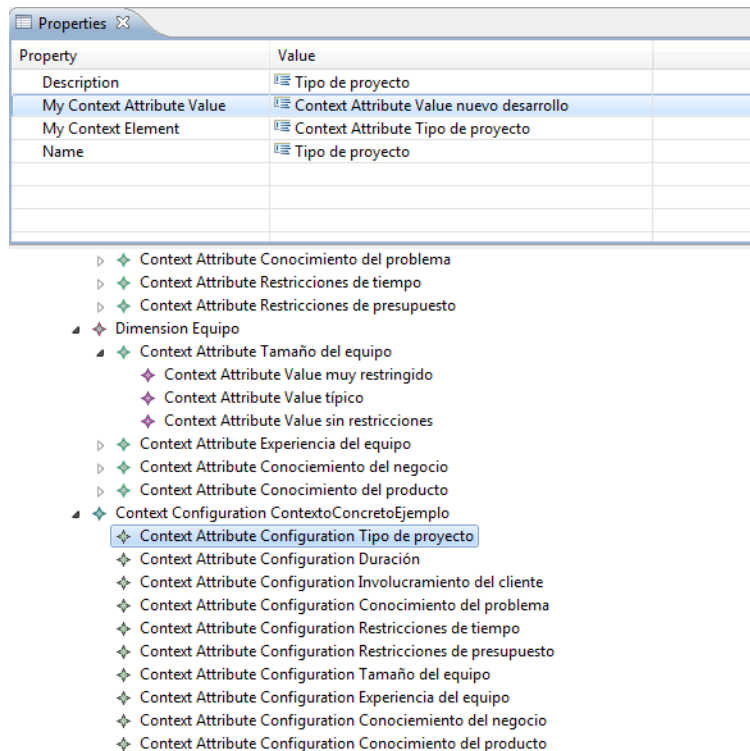 Properties
Property Value
Description Tipo de proyecto
My Context Attribute Value Context Attribute Value nuevo desarrollo
My Context Element Context Attribute Tipo de proyecto
Name Tipo de proyecto
Context Attribute Conocimiento del problema
Context Attribute Restricciones de tiempo
Context Attribute Restricciones de presupuesto
Dimension Equipo
Context Attribute Tamaño del equipo
Context Attribute Value muy restringido
Context Attribute Value típico
Context Attribute Value sin restricciones
Context Attribute Experiencia del equipo
Context Attribute Conociemiento del negocio
Context Attribute Conocimiento del producto
Context Configuration ContextoConcretoEjemplo
Context Attribute Configuration Tipo de proyecto
Context Attribute Configuration Duración
Context Attribute Configuration Involucramiento del cliente
Context Attribute Configuration Conocimiento del problema
Context Attribute Configuration Restricciones de tiempo
Context Attribute Configuration Restricciones de presupuesto
Context Attribute Configuration Tamaño del equipo
Context Attribute Configuration Experiencia del equipo
Context Attribute Configuration Conociemiento del negocio
Context Attribute Configuration Conocimiento del producto